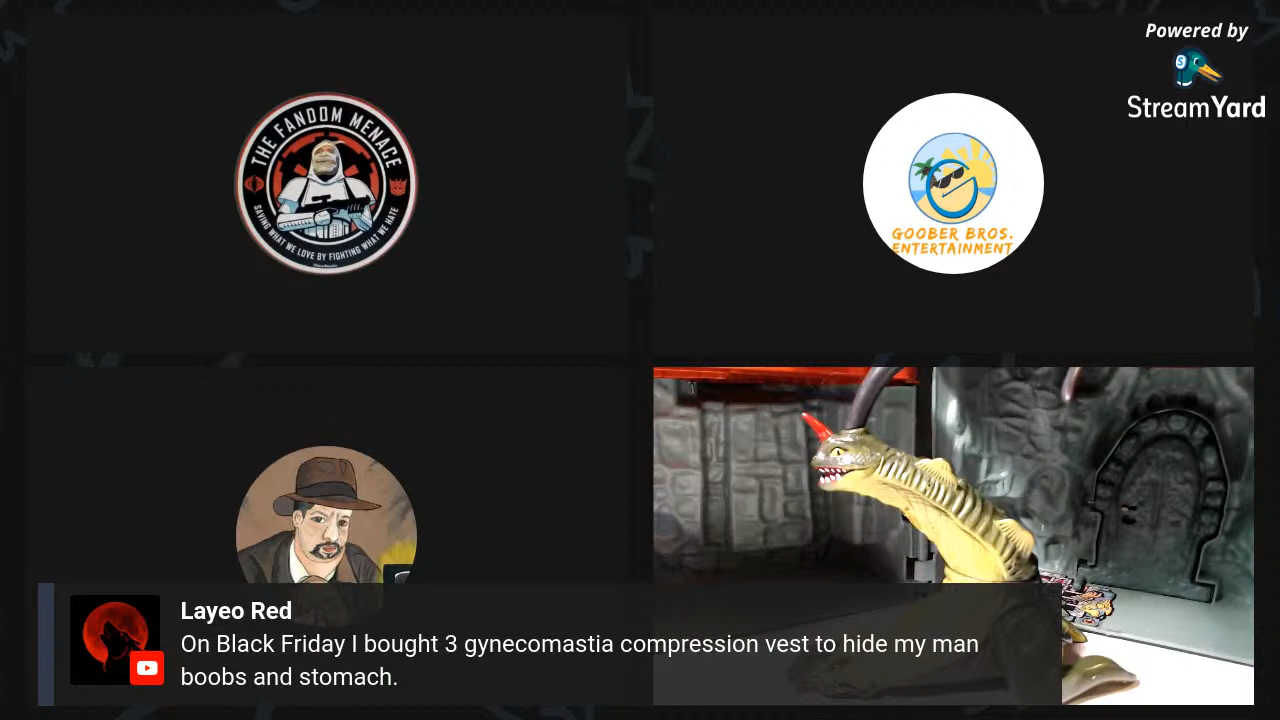 Powered by
StreamYard
THE FANDOM MENACE
SAVING WHAT WE LOVE BY FIGHTING WHAT WE HATE
GOOBER BROS.
ENTERTAINMENT
Layeo Red
On Black Friday I bought 3 gynecomastia compression vest to hide my man
boobs and stomach.